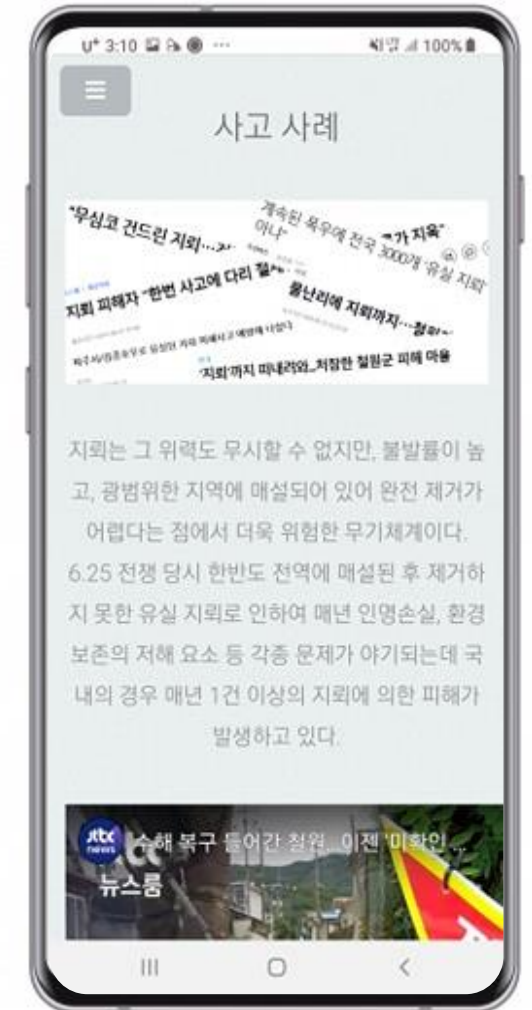 U+ 3:10 ... 100%
사고 사례
"무심코 건드린 지뢰…
계속된 폭우에 전국 3000개 '유실 지뢰'
아냐"
가 지옥"
지뢰 피해자 "한번 사고에 다리
물난리에 지뢰까지…철원
'지뢰'까지 떠내려와…처참한 철원군 피해 마을
지뢰는 그 위력도 무시할 수 없지만, 불발률이 높
고, 광범위한 지역에 매설되어 있어 완전 제거가
어렵다는 점에서 더욱 위험한 무기체계이다.
6.25 전쟁 당시 한반도 전역에 매설된 후 제거하
지 못한 유실 지뢰로 인하여 매년 인명손실, 환경
보존의 저해 요소 등 각종 문제가 야기되는데 국
내의 경우 매년 1건 이상의 지뢰에 의한 피해가
발생하고 있다.
jtbc news 수해 복구 들어간 철원…이젠 '미확인 ...
뉴스룸